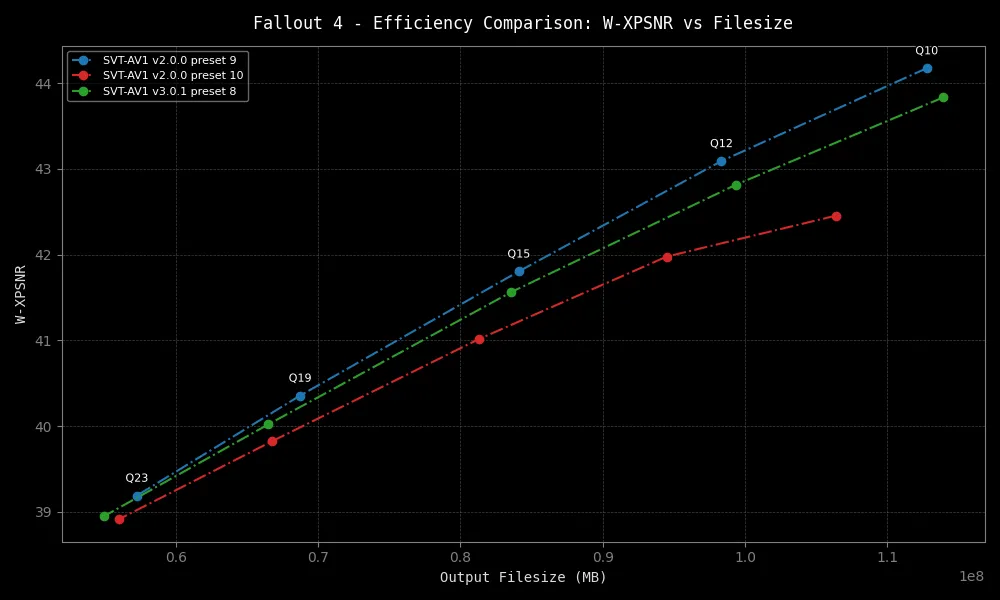 Fallout 4 - Efficiency Comparison: W-XPSNR vs Filesize
SVT-AV1 v2.0.0 preset 9
SVT-AV1 v2.0.0 preset 10
SVT-AV1 v3.0.1 preset 8
Q10
Q12
Q15
Q19
Q23
W-XPSNR
44
43
42
41
40
39
0.6 0.7 0.8 0.9 1.0 1.1
1e8
Output Filesize (MB)